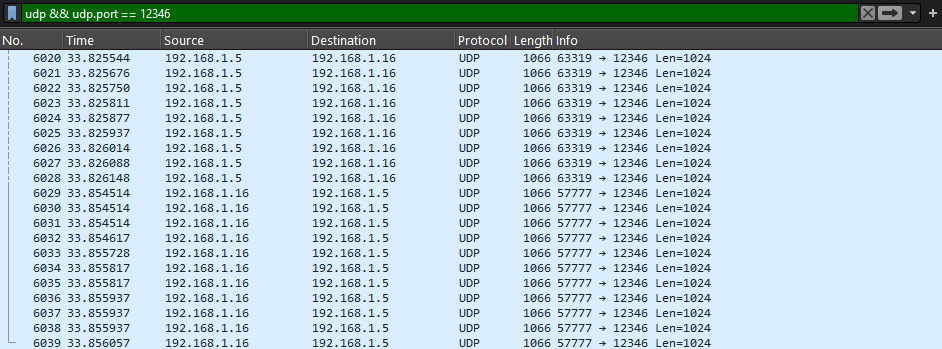 udp && udp.port == 12346
No. Time Source Destination Protocol Length Info
6020 33.825544 192.168.1.5 192.168.1.16 UDP 1066 63319 → 12346 Len=1024
6021 33.825676 192.168.1.5 192.168.1.16 UDP 1066 63319 → 12346 Len=1024
6022 33.825750 192.168.1.5 192.168.1.16 UDP 1066 63319 → 12346 Len=1024
6023 33.825811 192.168.1.5 192.168.1.16 UDP 1066 63319 → 12346 Len=1024
6024 33.825877 192.168.1.5 192.168.1.16 UDP 1066 63319 → 12346 Len=1024
6025 33.825937 192.168.1.5 192.168.1.16 UDP 1066 63319 → 12346 Len=1024
6026 33.826014 192.168.1.5 192.168.1.16 UDP 1066 63319 → 12346 Len=1024
6027 33.826088 192.168.1.5 192.168.1.16 UDP 1066 63319 → 12346 Len=1024
6028 33.826148 192.168.1.5 192.168.1.16 UDP 1066 63319 → 12346 Len=1024
6029 33.854514 192.168.1.16 192.168.1.5 UDP 1066 57777 → 12346 Len=1024
6030 33.854514 192.168.1.16 192.168.1.5 UDP 1066 57777 → 12346 Len=1024
6031 33.854514 192.168.1.16 192.168.1.5 UDP 1066 57777 → 12346 Len=1024
6032 33.854617 192.168.1.16 192.168.1.5 UDP 1066 57777 → 12346 Len=1024
6033 33.855728 192.168.1.16 192.168.1.5 UDP 1066 57777 → 12346 Len=1024
6034 33.855817 192.168.1.16 192.168.1.5 UDP 1066 57777 → 12346 Len=1024
6035 33.855817 192.168.1.16 192.168.1.5 UDP 1066 57777 → 12346 Len=1024
6036 33.855937 192.168.1.16 192.168.1.5 UDP 1066 57777 → 12346 Len=1024
6037 33.855937 192.168.1.16 192.168.1.5 UDP 1066 57777 → 12346 Len=1024
6038 33.855937 192.168.1.16 192.168.1.5 UDP 1066 57777 → 12346 Len=1024
6039 33.856057 192.168.1.16 192.168.1.5 UDP 1066 57777 → 12346 Len=1024